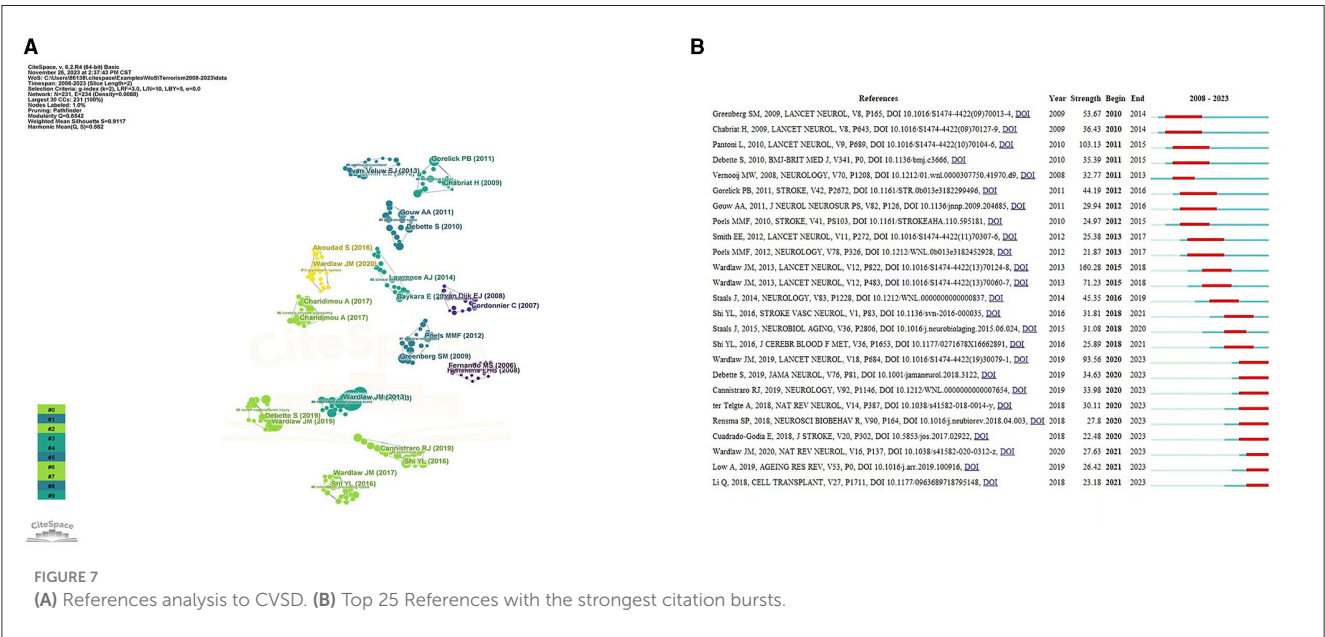 A
CiteSpace, v. 6.2.R4 (64-bit) Basic
November 26, 2023 at 2:37:43 PM CST
WoS: C:\Users\86138\.citespace\Examples\WoS\Terrorism2008-2023\data
Timespan: 2008-2023 (Slice Length=2)
Selection Criteria: g-index (k=2), LRF=3.0, L/N=10, LBY=5, e=0.0
Network: N=231, E=234 (Density=0.0088)
Largest 30 CCs: 231 (100%)
Nodes Labeled: 1.0%
Pruning: Pathfinder
Modularity Q=0.8542
Weighted Mean Silhouette S=0.9117
Harmonic Mean(Q, S)=0.882
Gorelick PB (2011)
van Veluw SJ (2013)
Chabriat H (2009)
Gouw AA (2011)
Debette S (2010)
Akoudad S (2016)
Wardlaw JM (2020)
Lawrence AJ (2014)
Charidimou A (2017)
Baykara E
van Dijk EJ (2008)
Cordonnier C (2007)
Charidimou A (2017)
Poels MMF (2012)
Greenberg SM (2009)
Fernando MS (2006)
Wardlaw JM (2013)
Debette S (2019)
Wardlaw JM (2019)
Cannistraro RJ (2019)
Shi YL (2016)
Wardlaw JM (2017)
Shi YL (2016)
#0
#1
#2
#3
#4
#5
#6
#7
#8
#9
CiteSpace
B
References Year Strength Begin End 2008 - 2023
Greenberg SM, 2009, LANCET NEUROL, V8, P165, DOI 10.1016/S1474-4422(09)70013-4, DOI 2009 53.67 2010 2014
Chabriat H, 2009, LANCET NEUROL, V8, P643, DOI 10.1016/S1474-4422(09)70127-9, DOI 2009 36.43 2010 2014
Pantoni L, 2010, LANCET NEUROL, V9, P689, DOI 10.1016/S1474-4422(10)70104-6, DOI 2010 103.13 2011 2015
Debette S, 2010, BMJ-BRIT MED J, V341, P0, DOI 10.1136/bmj.c3666, DOI 2010 35.39 2011 2015
Vernooij MW, 2008, NEUROLOGY, V70, P1208, DOI 10.1212/01.wnl.0000307750.41970.d9, DOI 2008 32.77 2011 2013
Gorelick PB, 2011, STROKE, V42, P2672, DOI 10.1161/STR.0b013e3182299496, DOI 2011 44.19 2012 2016
Gouw AA, 2011, J NEUROL NEUROSUR PS, V82, P126, DOI 10.1136/jnnp.2009.204685, DOI 2011 29.94 2012 2016
Poels MMF, 2010, STROKE, V41, PS103, DOI 10.1161/STROKEAHA.110.595181, DOI 2010 24.97 2012 2015
Smith EE, 2012, LANCET NEUROL, V11, P272, DOI 10.1016/S1474-4422(11)70307-6, DOI 2012 25.38 2013 2017
Poels MMF, 2012, NEUROLOGY, V78, P326, DOI 10.1212/WNL.0b013e3182452928, DOI 2012 21.87 2013 2017
Wardlaw JM, 2013, LANCET NEUROL, V12, P822, DOI 10.1016/S1474-4422(13)70124-8, DOI 2013 160.28 2015 2018
Wardlaw JM, 2013, LANCET NEUROL, V12, P483, DOI 10.1016/S1474-4422(13)70060-7, DOI 2013 71.23 2015 2018
Staals J, 2014, NEUROLOGY, V83, P1228, DOI 10.1212/WNL.0000000000000837, DOI 2014 45.35 2016 2019
Shi YL, 2016, STROKE VASC NEUROL, V1, P83, DOI 10.1136/svn-2016-000035, DOI 2016 31.81 2018 2021
Staals J, 2015, NEUROBIOL AGING, V36, P2806, DOI 10.1016/j.neurobiolaging.2015.06.024, DOI 2015 31.08 2018 2020
Shi YL, 2016, J CEREBR BLOOD F MET, V36, P1653, DOI 10.1177/0271678X16662891, DOI 2016 25.89 2018 2021
Wardlaw JM, 2019, LANCET NEUROL, V18, P684, DOI 10.1016/S1474-4422(19)30079-1, DOI 2019 93.56 2020 2023
Debette S, 2019, JAMA NEUROL, V76, P81, DOI 10.1001/jamaneurol.2018.3122, DOI 2019 34.63 2020 2023
Cannistraro RJ, 2019, NEUROLOGY, V92, P1146, DOI 10.1212/WNL.0000000000007654, DOI 2019 33.98 2020 2023
ter Telgte A, 2018, NAT REV NEUROL, V14, P387, DOI 10.1038/s41582-018-0014-y, DOI 2018 30.11 2020 2023
Rensma SP, 2018, NEUROSCI BIOBEHAV R, V90, P164, DOI 10.1016/j.neubiorev.2018.04.003, DOI 2018 27.8 2020 2023
Cuadrado-Godia E, 2018, J STROKE, V20, P302, DOI 10.5853/jos.2017.02922, DOI 2018 22.48 2020 2023
Wardlaw JM, 2020, NAT REV NEUROL, V16, P137, DOI 10.1038/s41582-020-0312-z, DOI 2020 27.63 2021 2023
Low A, 2019, AGEING RES REV, V53, P0, DOI 10.1016/j.arr.2019.100916, DOI 2019 26.42 2021 2023
Li Q, 2018, CELL TRANSPLANT, V27, P1711, DOI 10.1177/0963689718795148, DOI 2018 23.18 2021 2023
FIGURE 7
(A) References analysis to CVSD. (B) Top 25 References with the strongest citation bursts.